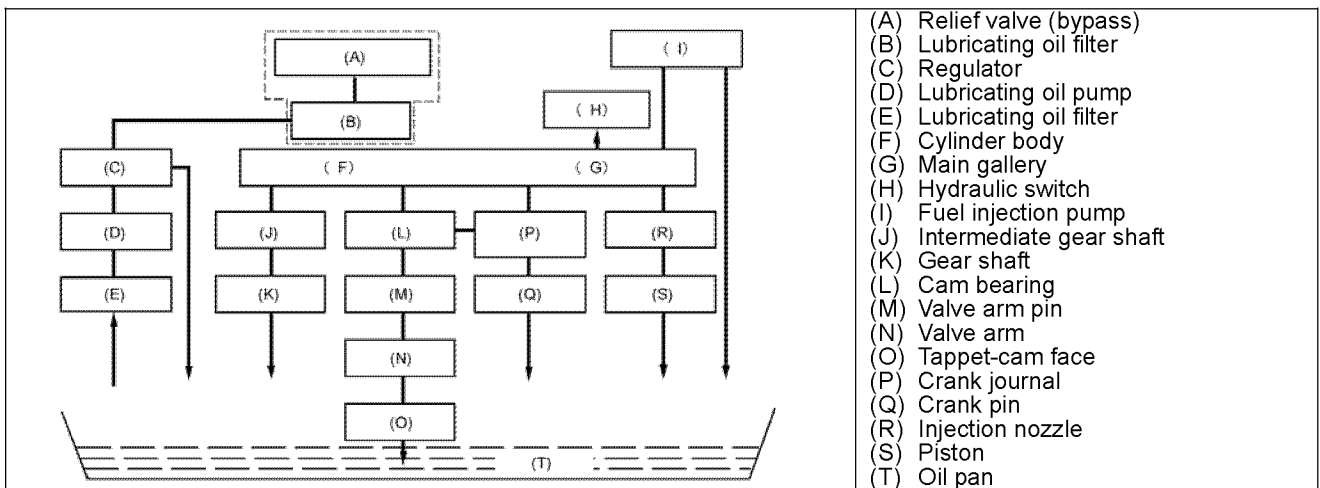 (A)
( I)
( H)
(B)
(C)
( F)
( G)
(D)
(J)
(L)
(P)
(R)
(E)
(K)
(M)
(Q)
(S)
(N)
(O)
(T)
(A) Relief valve (bypass)
(B) Lubricating oil filter
(C) Regulator
(D) Lubricating oil pump
(E) Lubricating oil filter
(F) Cylinder body
(G) Main gallery
(H) Hydraulic switch
(I) Fuel injection pump
(J) Intermediate gear shaft
(K) Gear shaft
(L) Cam bearing
(M) Valve arm pin
(N) Valve arm
(O) Tappet-cam face
(P) Crank journal
(Q) Crank pin
(R) Injection nozzle
(S) Piston
(T) Oil pan